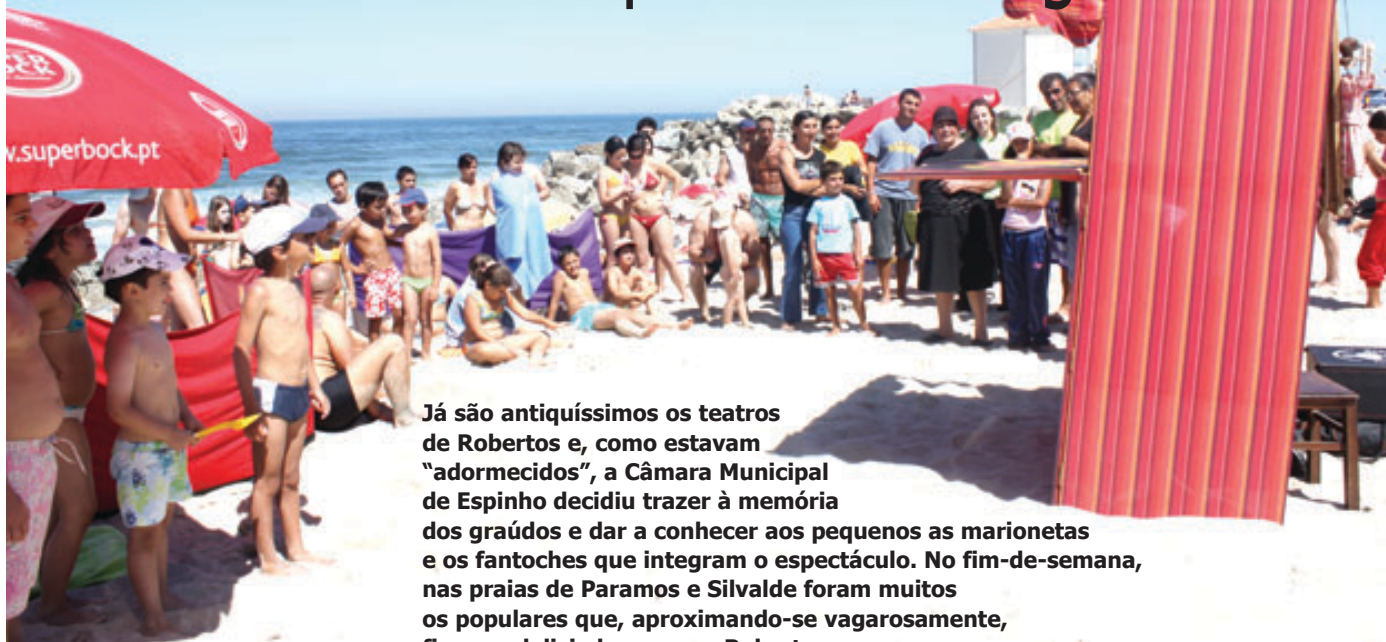 SUPER
BOCK
w.superbock.pt
Já são antiquíssimos os teatros
de Robertos e, como estavam
“adormecidos”, a Câmara Municipal
de Espinho decidiu trazer à memória
dos graúdos e dar a conhecer aos pequenos as marionetas
e os fantoches que integram o espectáculo. No fim-de-semana,
nas praias de Paramos e Silvalde foram muitos
os populares que, aproximando-se vagarosamente,